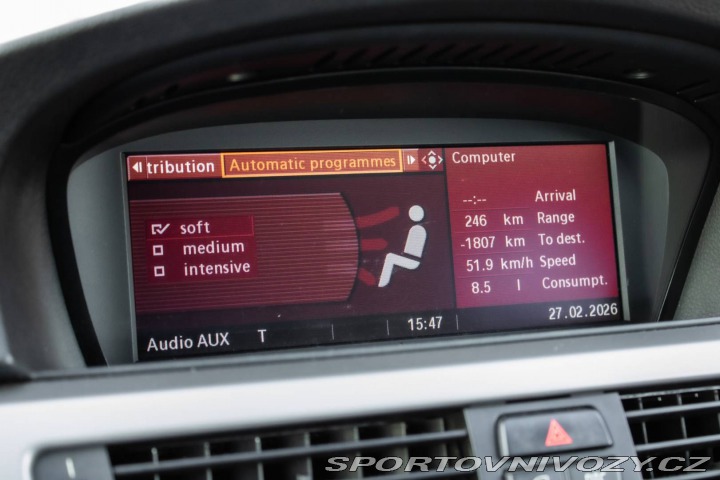 tribution Automatic programmes
soft
medium
intensive
Computer
--:-- Arrival
246 km Range
-1807 km To dest.
51.9 km/h Speed
8.5 l Consumpt.
Audio AUX T 15:47 27.02.2026
SPORTOVNIVOZY.CZ